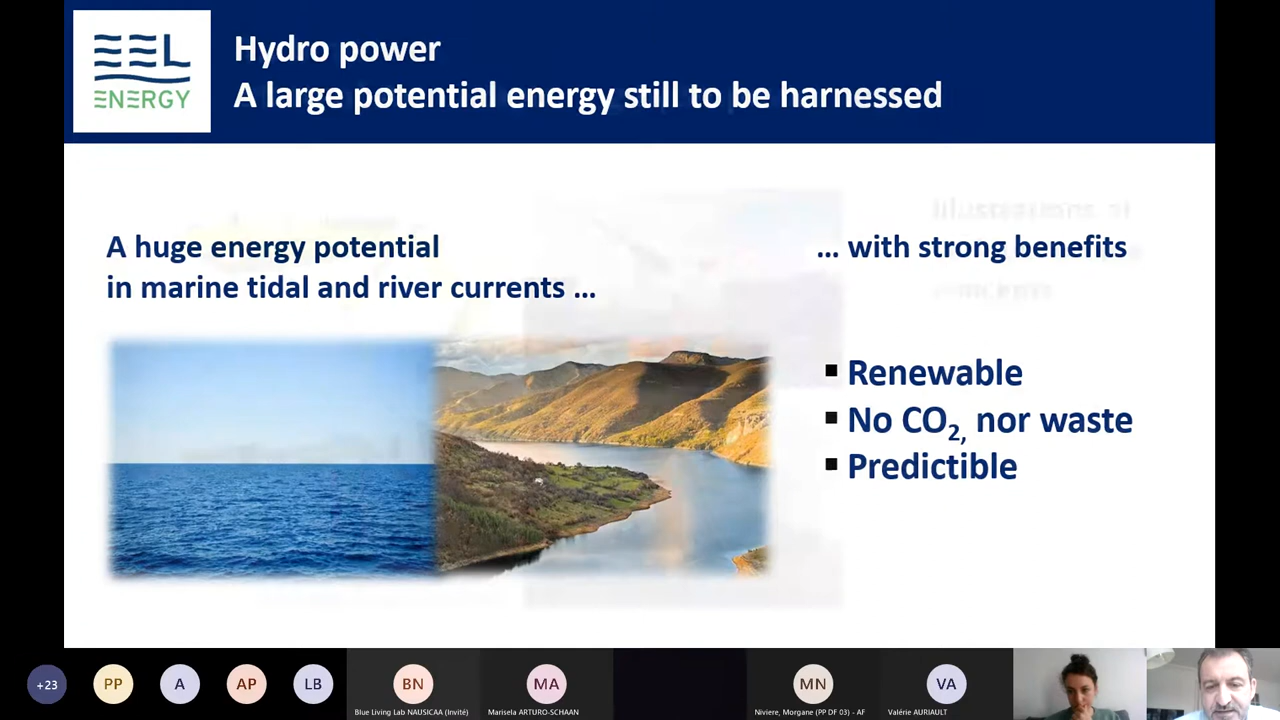 EEL
ENERGY
Hydro power
A large potential energy still to be harnessed
A huge energy potential
in marine tidal and river currents ...
... with strong benefits
▪ Renewable
▪ No CO2, nor waste
▪ Predictible
+23
PP
A
AP
LB
BN
MA
MN
VA
Blue Living Lab NAUSICAA (Invité)
Marisela ARTURO-SCHAAN
Niviere, Morgane (PP DF 03) - AF
Valérie AURIAULT